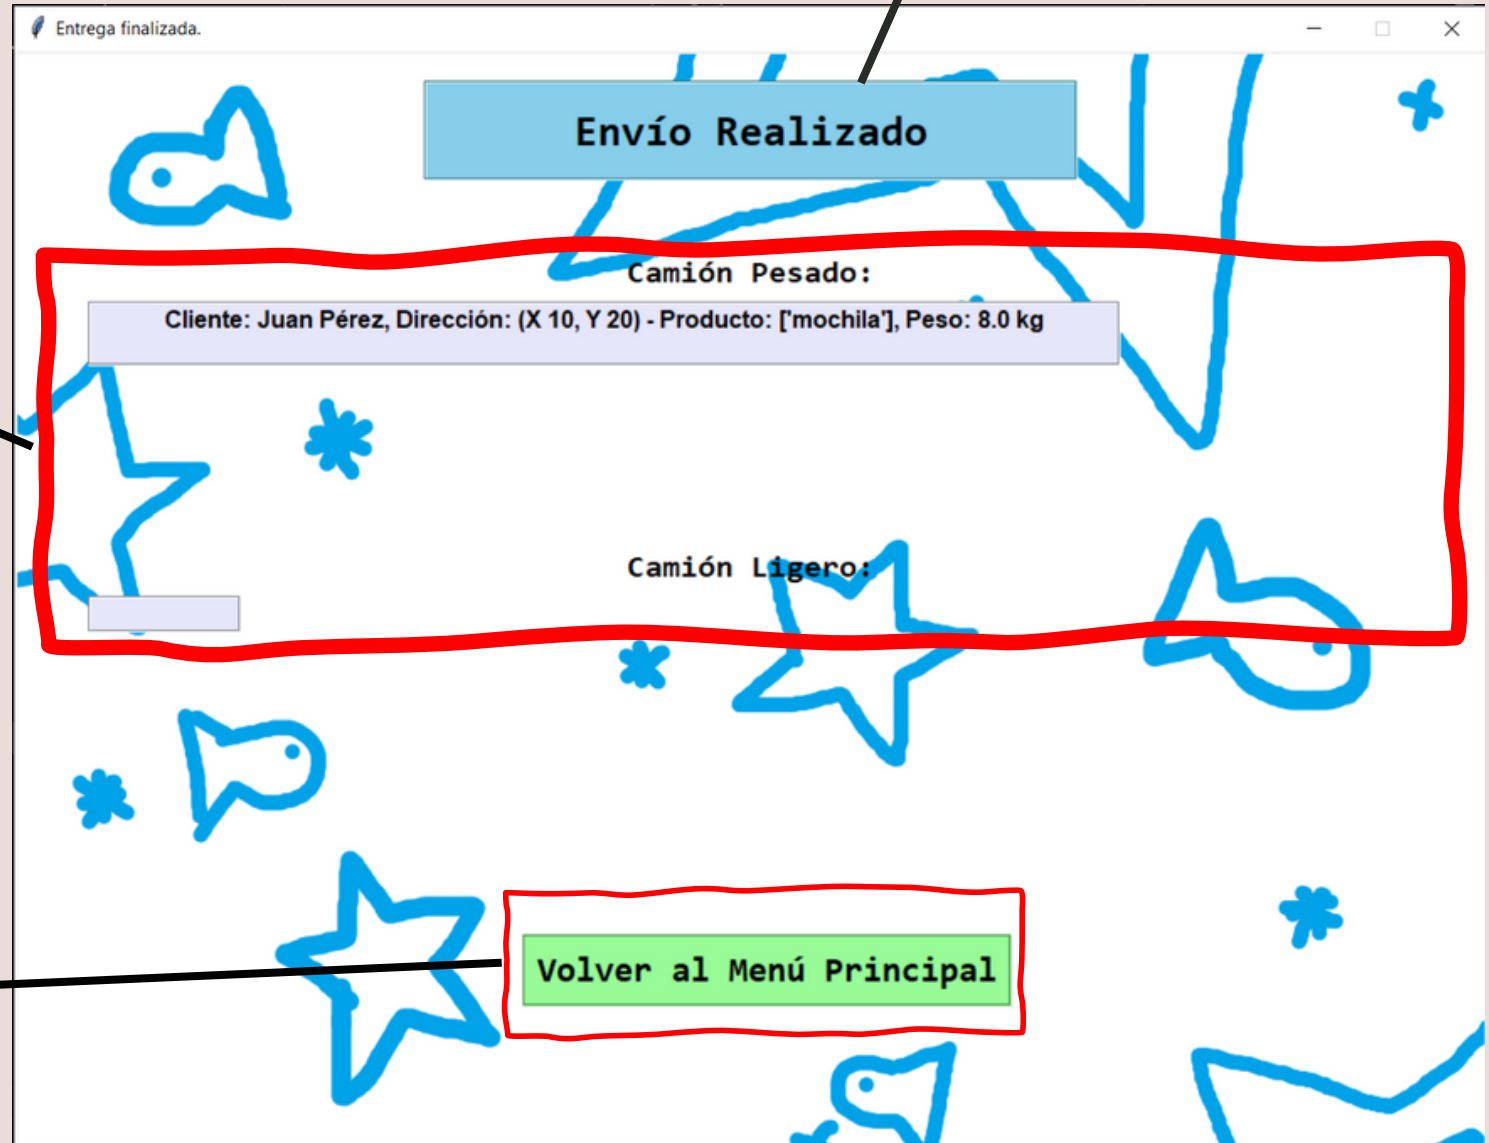 Entrega finalizada.
Envío Realizado
Camión Pesado:
Cliente: Juan Pérez, Dirección: (X 10, Y 20) - Producto: ['mochila'], Peso: 8.0 kg
Camión Ligero:
Volver al Menú Principal